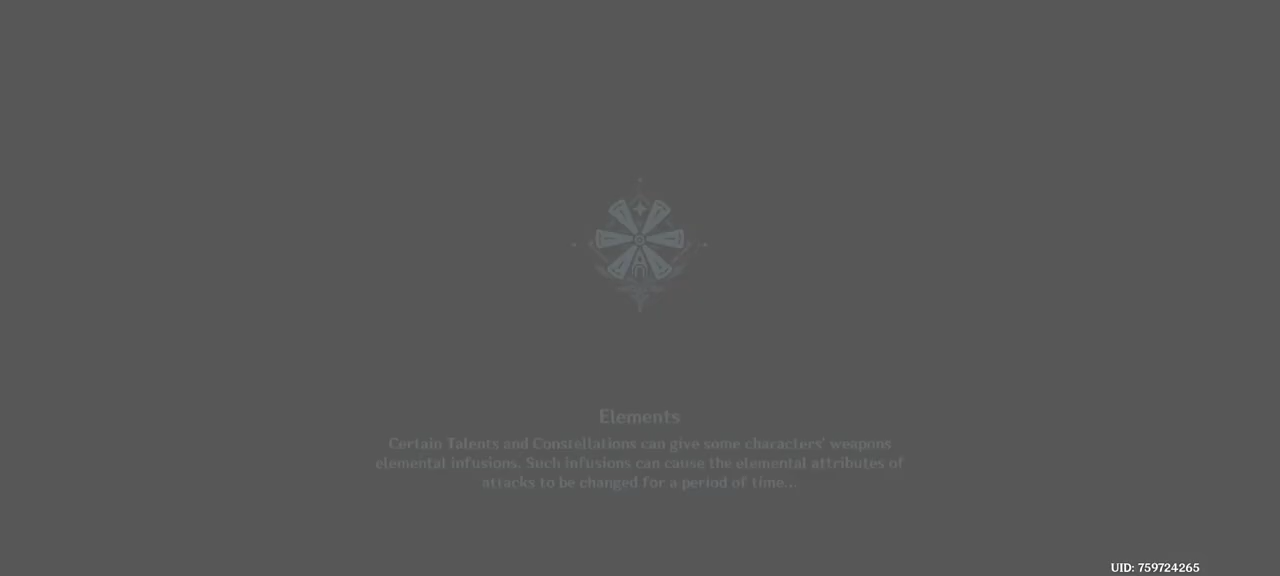 Elements
Certain Talents and Constellations can give some characters' weapons
elemental infusions. Such infusions can cause the elemental attributes of
attacks to be changed for a period of time...
UID: 759724265